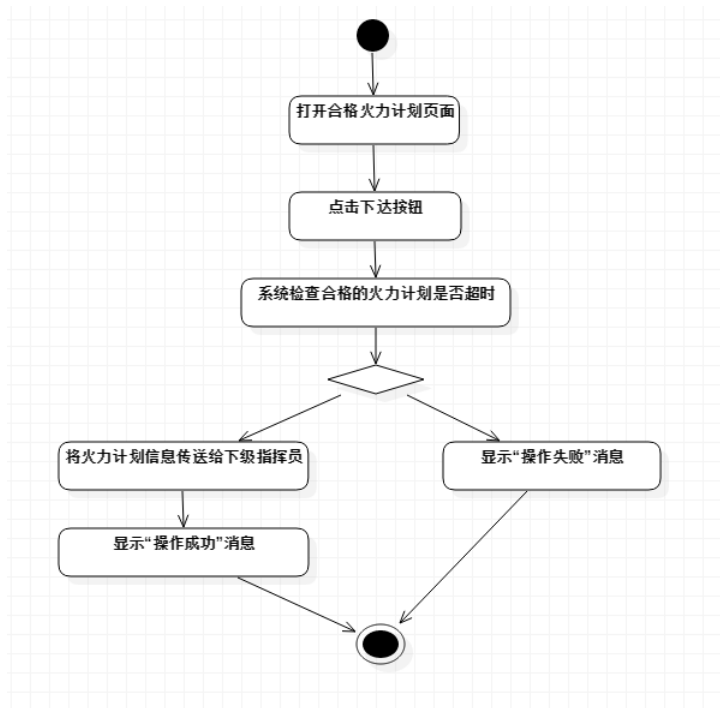 打开合格火力计划页面
点击下达按钮
系统检查合格的火力计划是否超时
将火力计划信息传送给下级指挥员
显示“操作失败”消息
显示“操作成功”消息